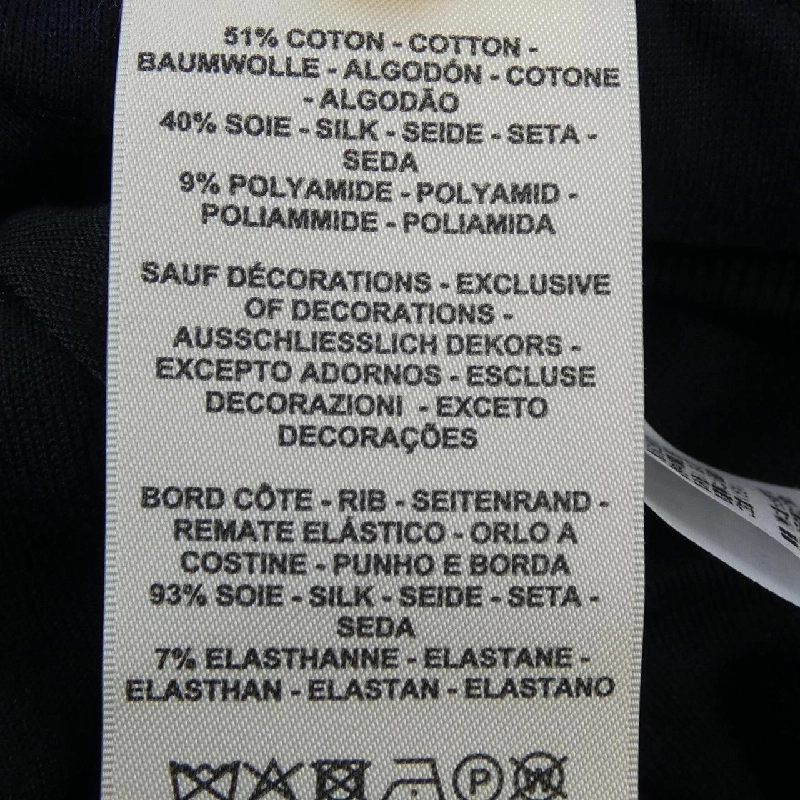 51% COTON - COTTON -
BAUMWOLLE - ALGODÓN - COTONE
- ALGODÃO
40% SOIE - SILK - SEIDE - SETA -
SEDA
9% POLYAMIDE - POLYAMID -
POLIAMMIDE - POLIAMIDA
SAUF DÉCORATIONS - EXCLUSIVE
OF DECORATIONS -
AUSSCHLIESSLICH DEKORS -
EXCEPTO ADORNOS - ESCLUSE
DECORAZIONI - EXCETO
DECORAÇÕES
BORD CÔTE - RIB - SEITENRAND -
REMATE ELÁSTICO - ORLO A
COSTINE - PUNHO E BORDA
93% SOIE - SILK - SEIDE - SETA -
SEDA
7% ELASTHANNE - ELASTANE -
ELASTHAN - ELASTAN - ELASTANO
P W